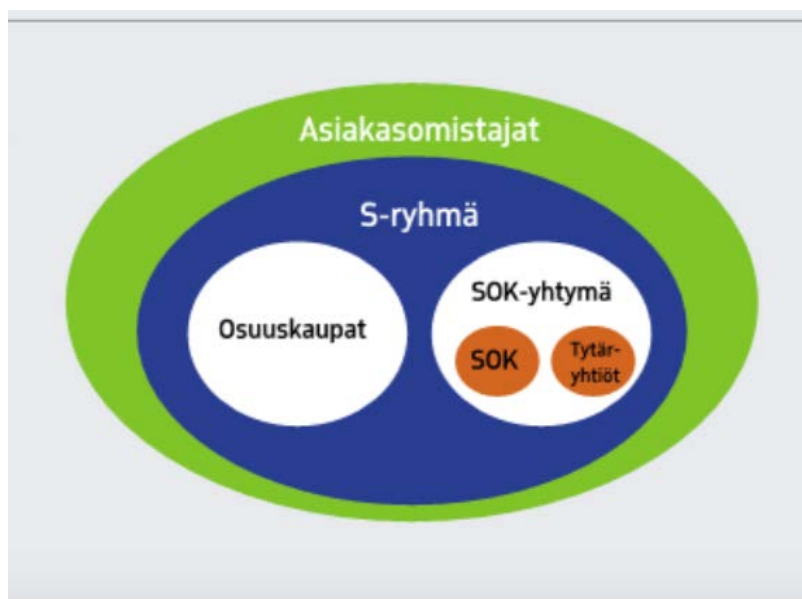 Asiakasomistajat
S-ryhmä
Osuuskaupat
SOK-yhtymä
SOK
Tytär-
yhtiöt